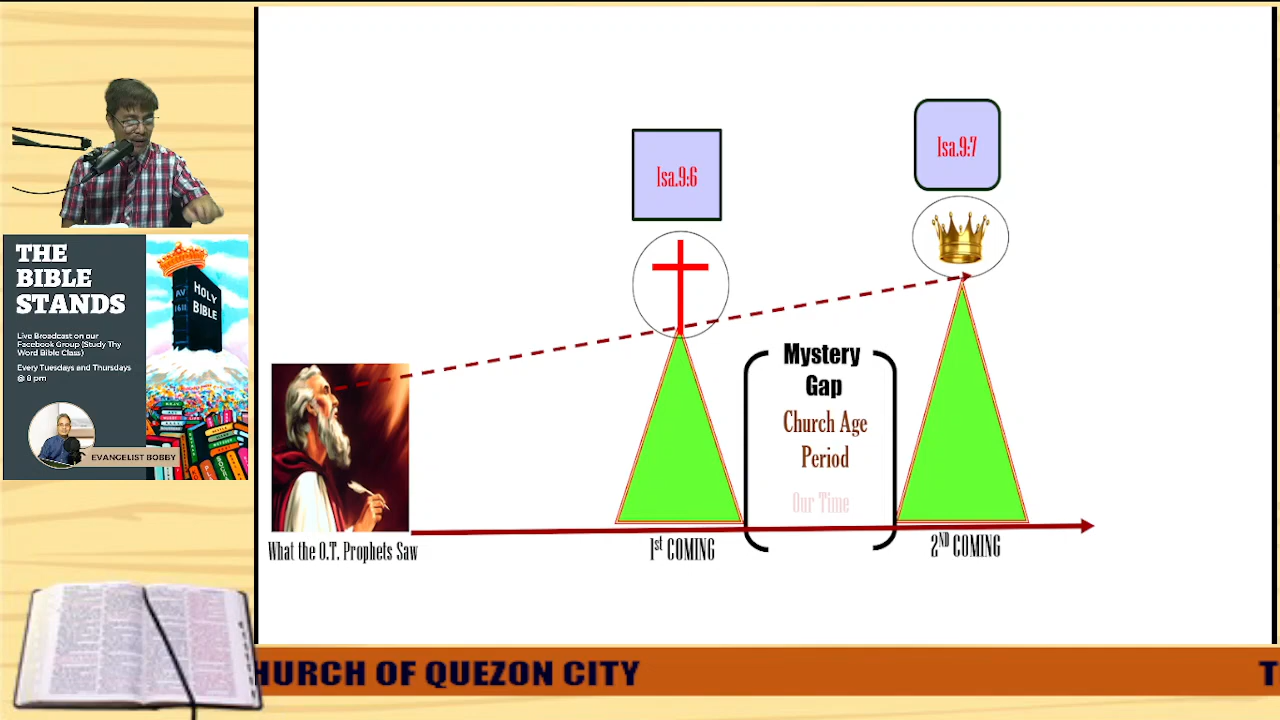 THE
BIBLE
STANDS
Live Broadcast on our
Facebook Group (Study Thy
Word Bible Class)
Every Tuesdays and Thursdays
@ 8 pm
EVANGELIST BOBBY
AV
1611
HOLY
BIBLE
Isa.9:6
Isa.9:7
Mystery
Gap
Church Age
Period
Our Time
What the O.T. Prophets Saw
1st COMING
2ND COMING
HURCH OF QUEZON CITY
T